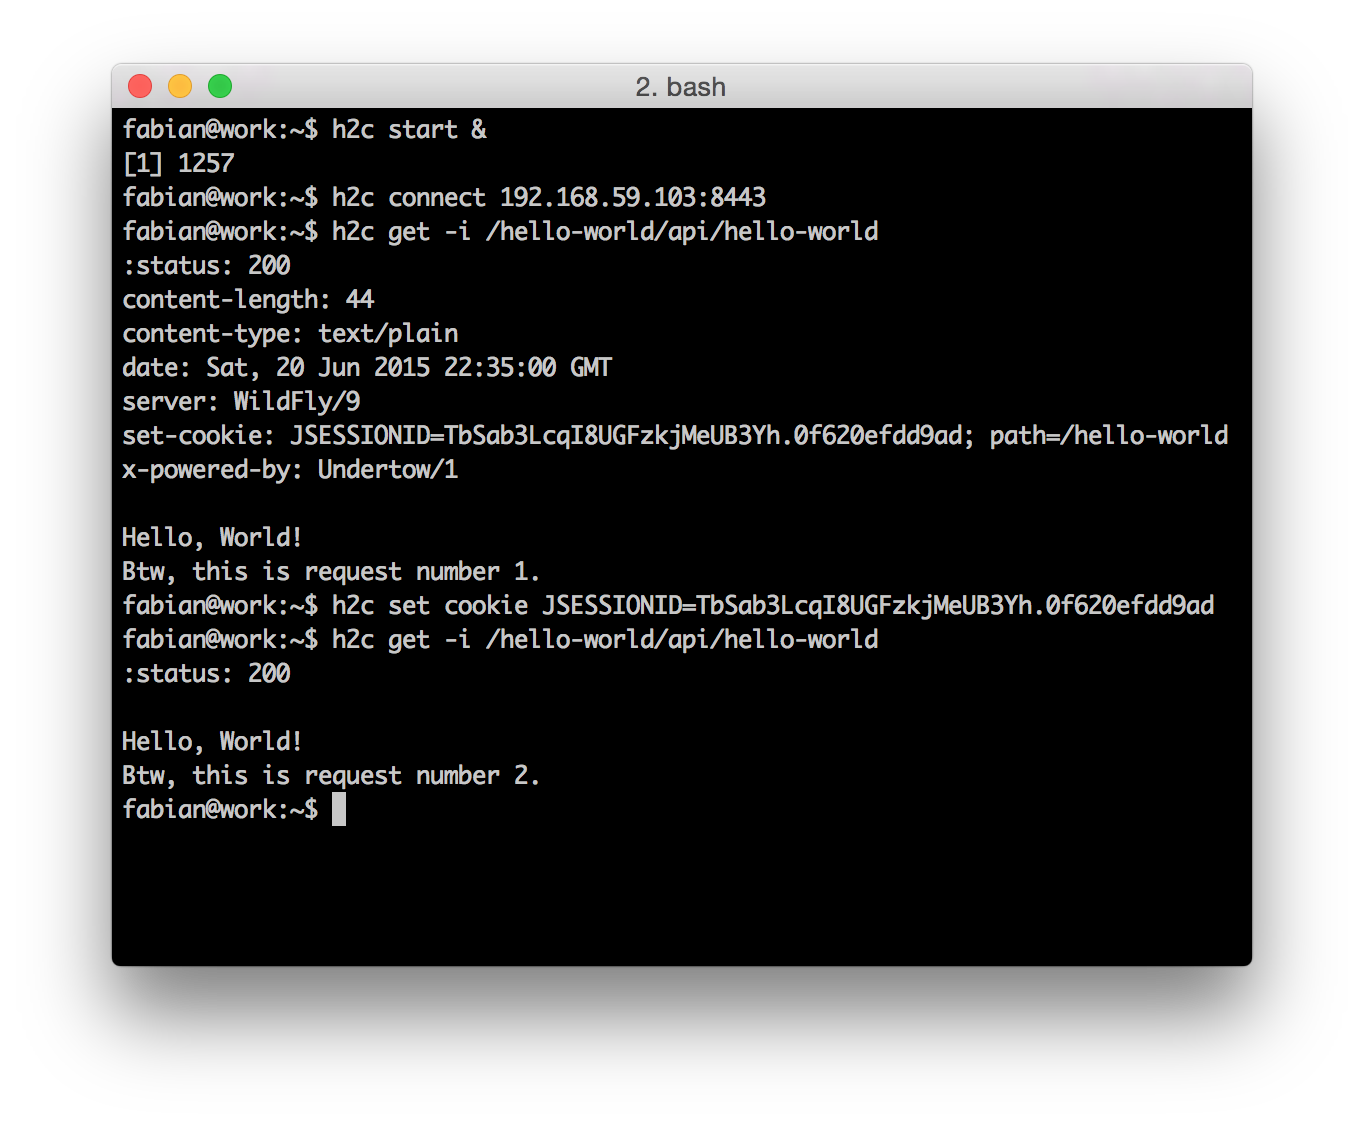 2. bash
fabian@work:~$ h2c start &
[1] 1257
fabian@work:~$ h2c connect 192.168.59.103:8443
fabian@work:~$ h2c get -i /hello-world/api/hello-world
:status: 200
content-length: 44
content-type: text/plain
date: Sat, 20 Jun 2015 22:35:00 GMT
server: WildFly/9
set-cookie: JSESSIONID=TbSab3LcqI8UGFzkjMeUB3Yh.0f620efdd9ad; path=/hello-world
x-powered-by: Undertow/1

Hello, World!
Btw, this is request number 1.
fabian@work:~$ h2c set cookie JSESSIONID=TbSab3LcqI8UGFzkjMeUB3Yh.0f620efdd9ad
fabian@work:~$ h2c get -i /hello-world/api/hello-world
:status: 200

Hello, World!
Btw, this is request number 2.
fabian@work:~$